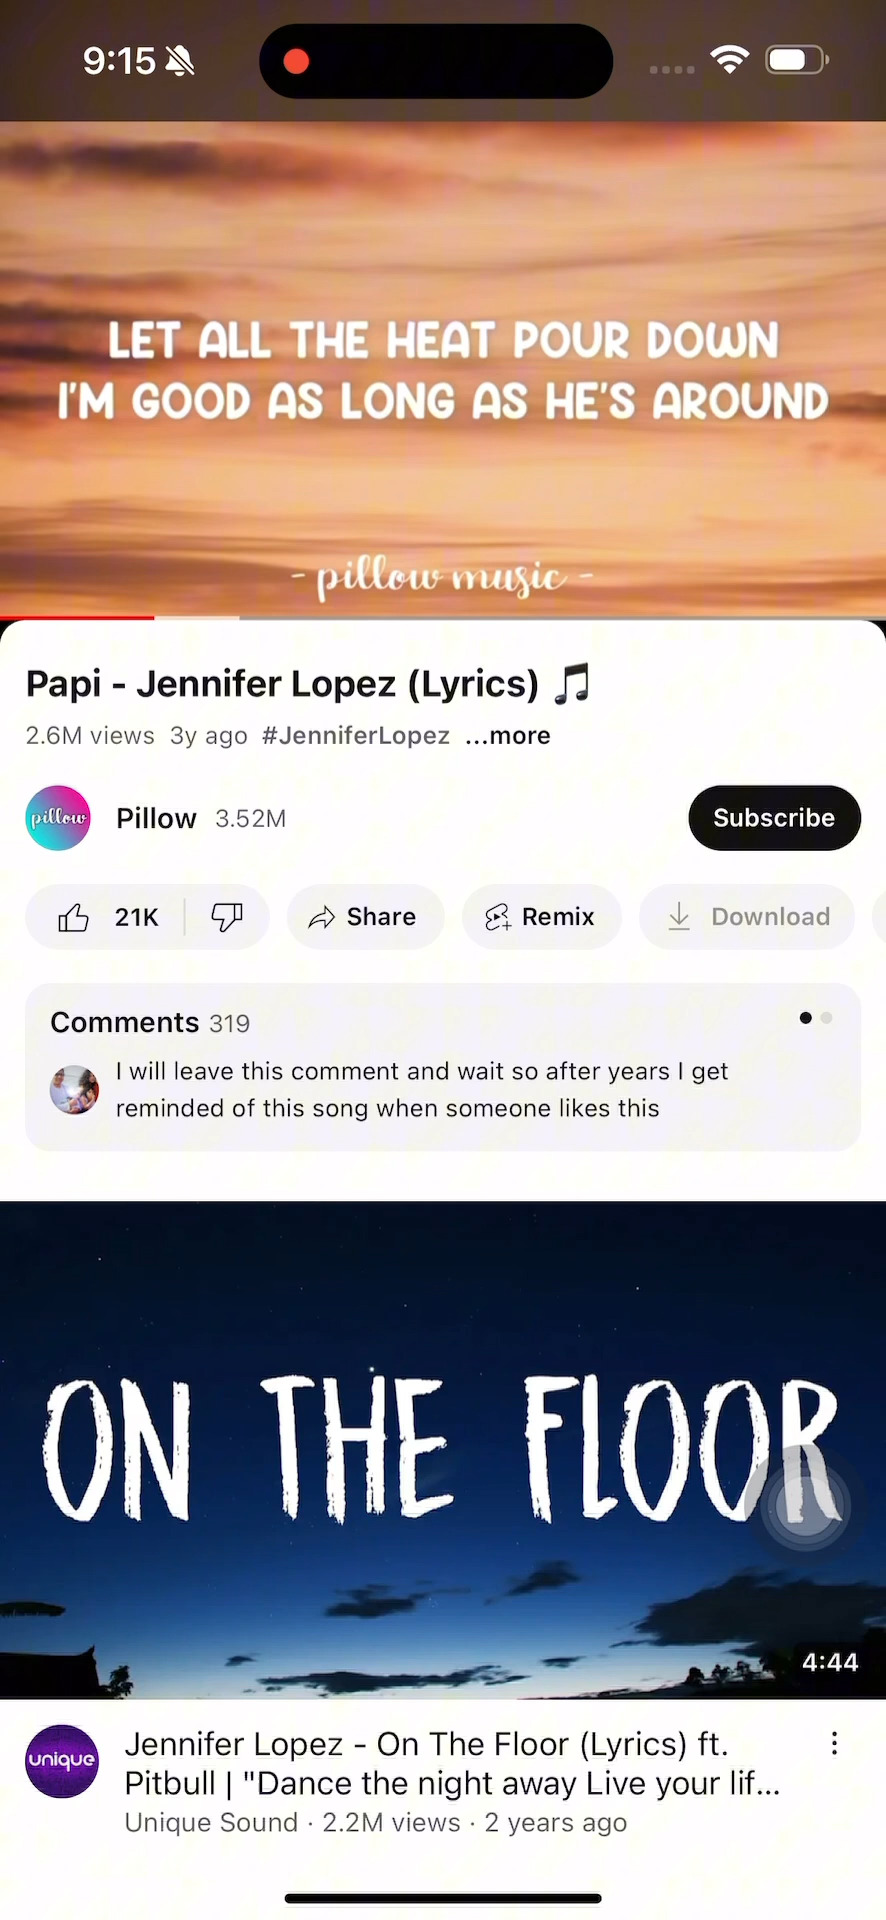 9:15
LET ALL THE HEAT POUR DOWN
I'M GOOD AS LONG AS HE'S AROUND
- pillow music -
Papi - Jennifer Lopez (Lyrics) 🎵
2.6M views 3y ago #JenniferLopez ...more
pillow
Pillow 3.52M
Subscribe
21K
Share
Remix
Download
Comments 319
I will leave this comment and wait so after years I get
reminded of this song when someone likes this
ON THE FLOOR
4:44
unique
Jennifer Lopez - On The Floor (Lyrics) ft.
Pitbull | "Dance the night away Live your lif...
Unique Sound · 2.2M views · 2 years ago